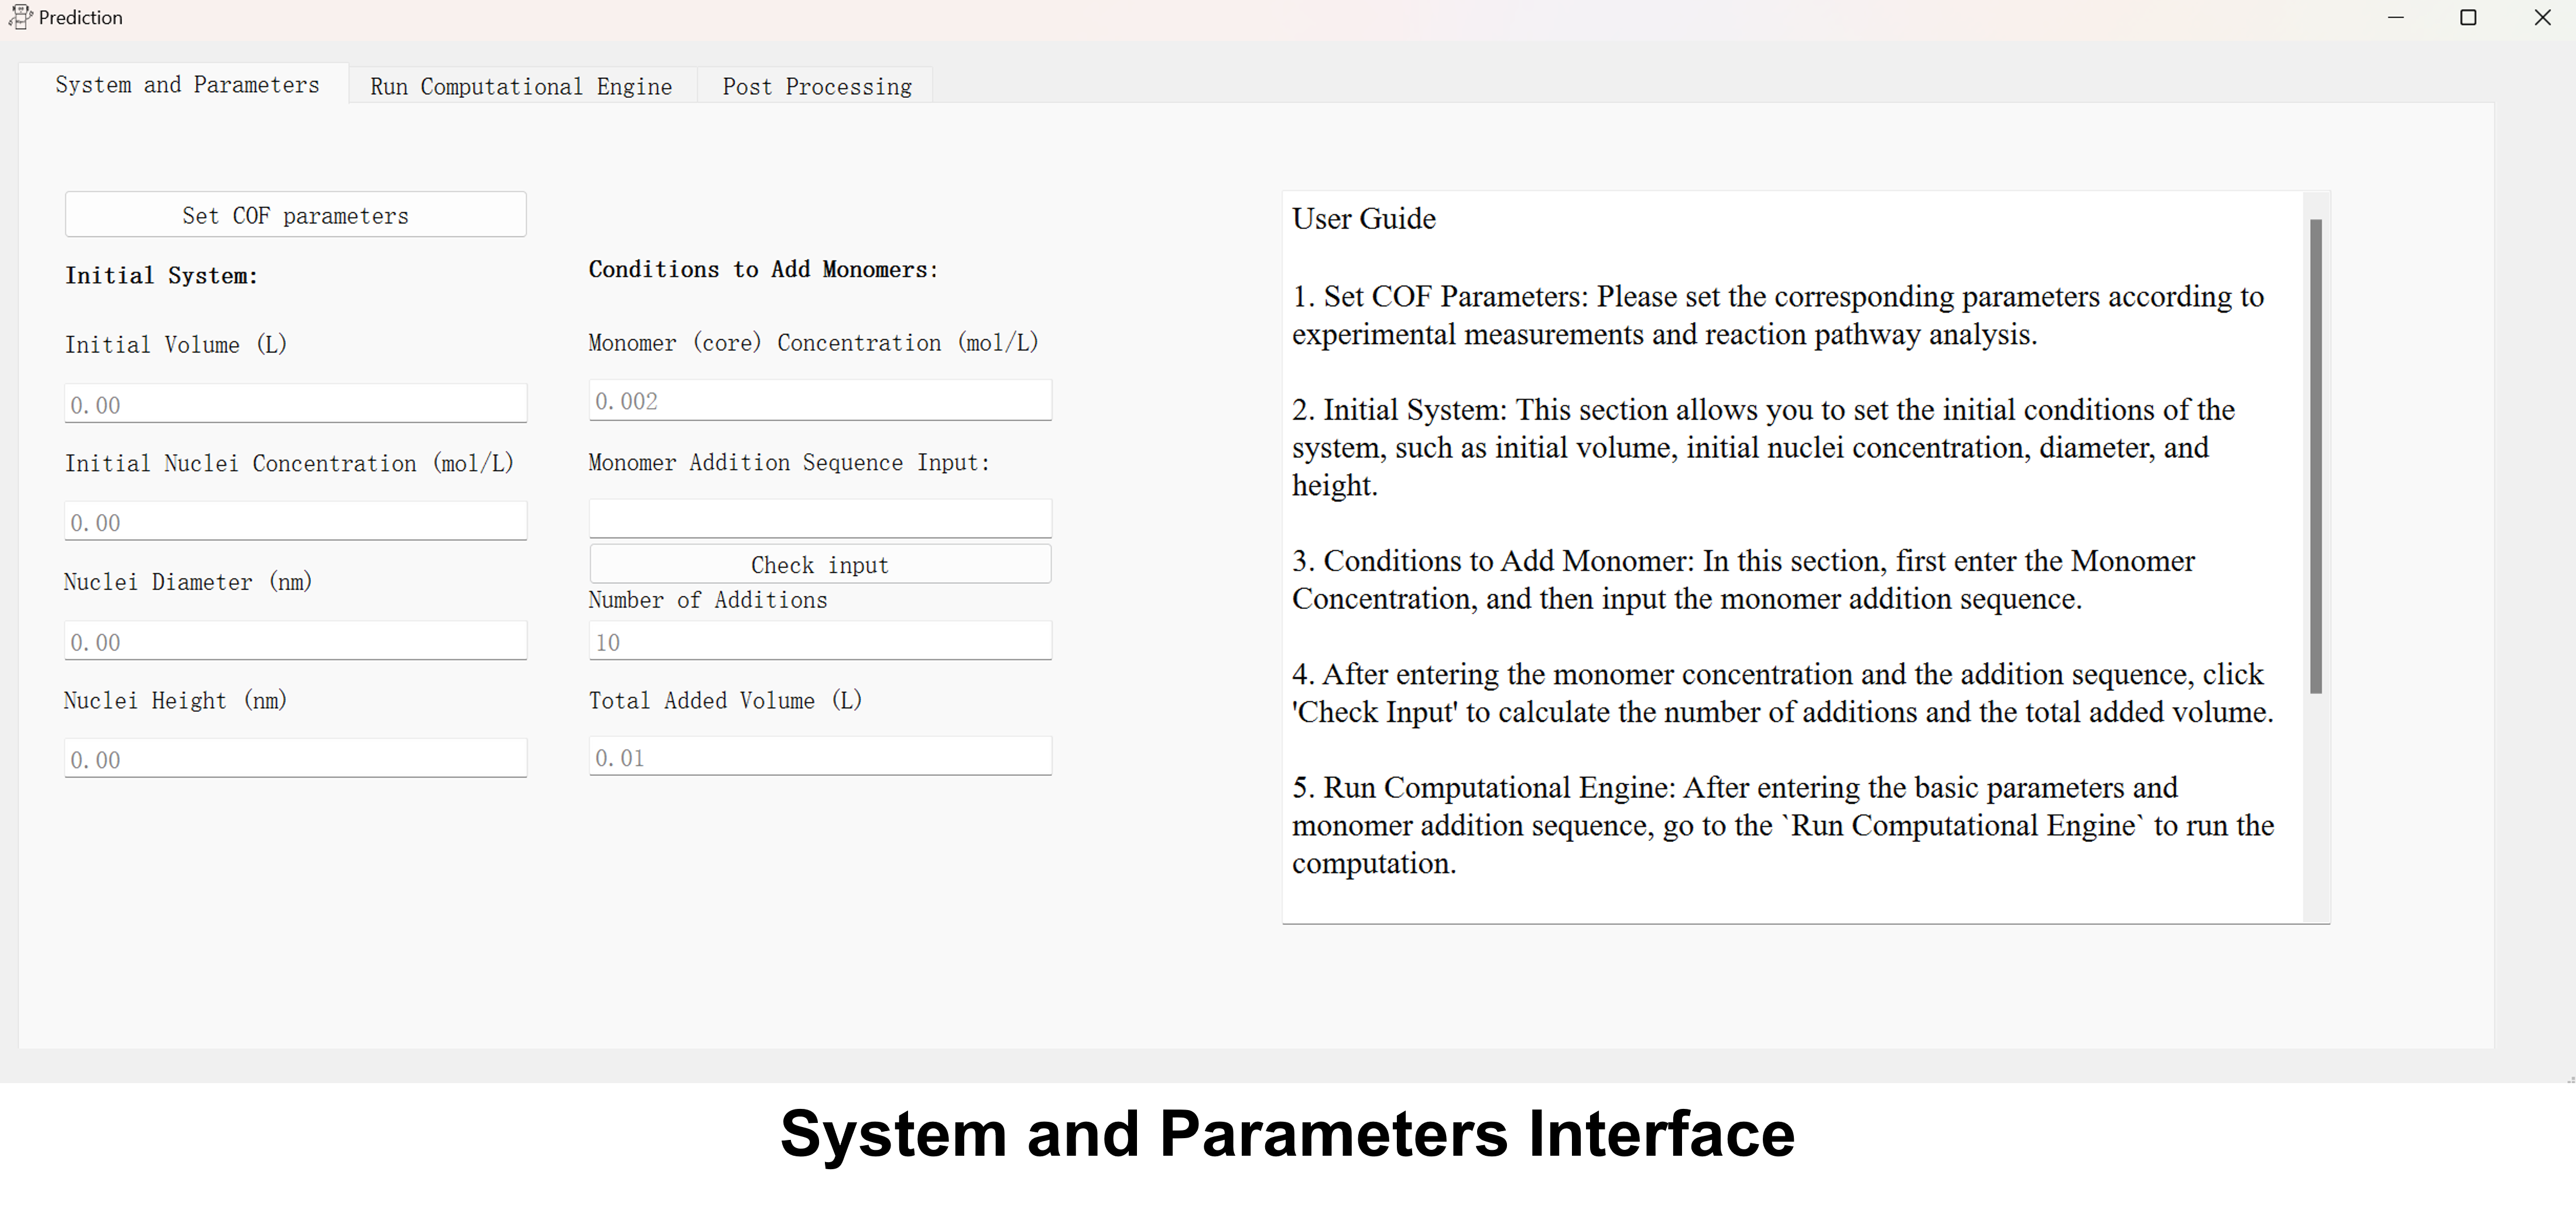 Prediction
System and Parameters
Run Computational Engine
Post Processing
Set COF parameters
Initial System:
Initial Volume (L)
0.00
Initial Nuclei Concentration (mol/L)
0.00
Nuclei Diameter (nm)
0.00
Nuclei Height (nm)
0.00
Conditions to Add Monomers:
Monomer (core) Concentration (mol/L)
0.002
Monomer Addition Sequence Input:
Check input
Number of Additions
10
Total Added Volume (L)
0.01
User Guide
1. Set COF Parameters: Please set the corresponding parameters according to
experimental measurements and reaction pathway analysis.
2. Initial System: This section allows you to set the initial conditions of the
system, such as initial volume, initial nuclei concentration, diameter, and
height.
3. Conditions to Add Monomer: In this section, first enter the Monomer
Concentration, and then input the monomer addition sequence.
4. After entering the monomer concentration and the addition sequence, click
'Check Input' to calculate the number of additions and the total added volume.
5. Run Computational Engine: After entering the basic parameters and
monomer addition sequence, go to the `Run Computational Engine` to run the
computation.
System and Parameters Interface